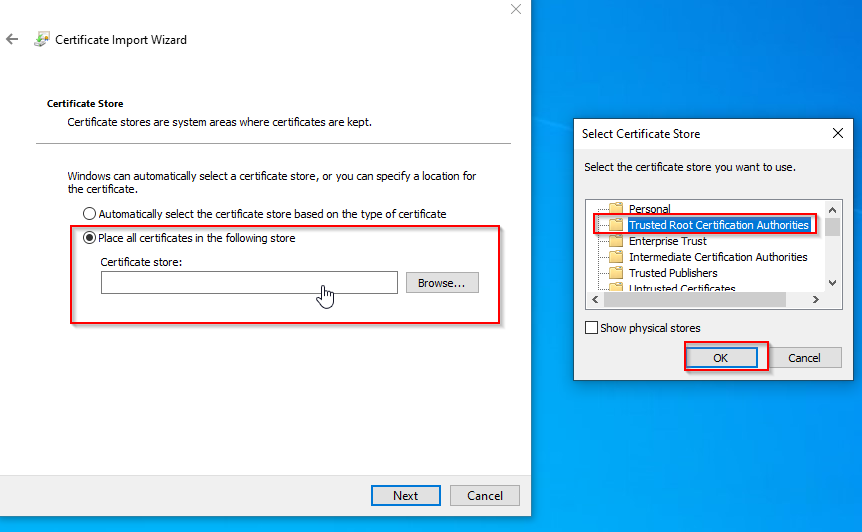 Certificate Import Wizard
Certificate Store
Certificate stores are system areas where certificates are kept.
Windows can automatically select a certificate store, or you can specify a location for
the certificate.
Automatically select the certificate store based on the type of certificate
Place all certificates in the following store
Certificate store:
Browse...
Next
Cancel
Select Certificate Store
Select the certificate store you want to use.
Personal
Trusted Root Certification Authorities
Enterprise Trust
Intermediate Certification Authorities
Trusted Publishers
Untrusted Certificates
Show physical stores
OK
Cancel